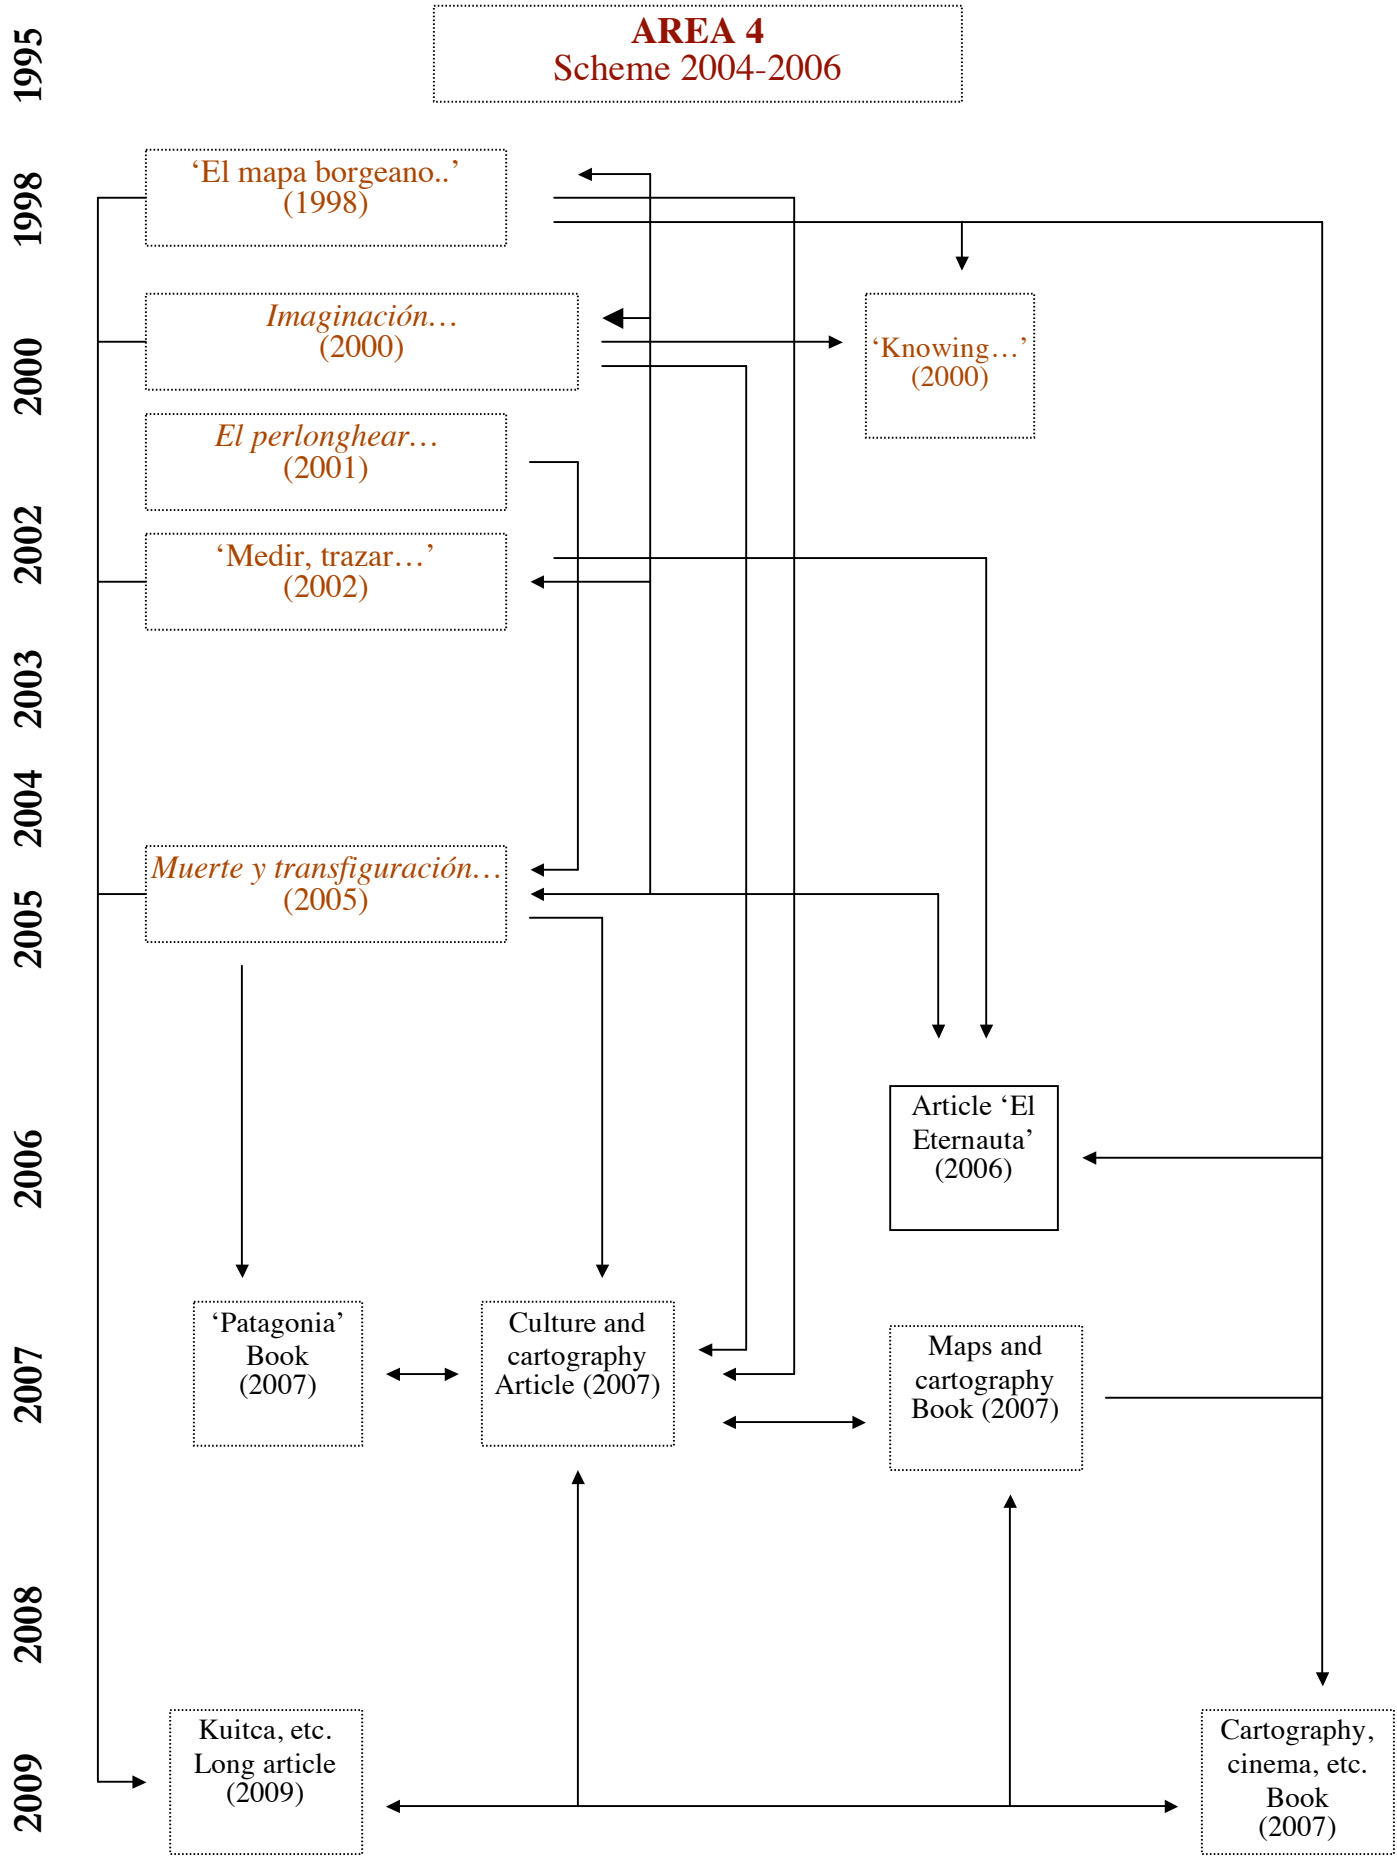 AREA 4
Scheme 2004-2006
1995
1998
2000
2002
2003
2004
2005
2006
2007
2008
2009
‘El mapa borgeano..’
(1998)
Imaginación…
(2000)
‘Knowing…’
(2000)
El perlonghear…
(2001)
‘Medir, trazar…’
(2002)
Muerte y transfiguración…
(2005)
Article ‘El
Eternauta’
(2006)
‘Patagonia’
Book
(2007)
Culture and
cartography
Article (2007)
Maps and
cartography
Book (2007)
Kuitca, etc.
Long article
(2009)
Cartography,
cinema, etc.
Book
(2007)